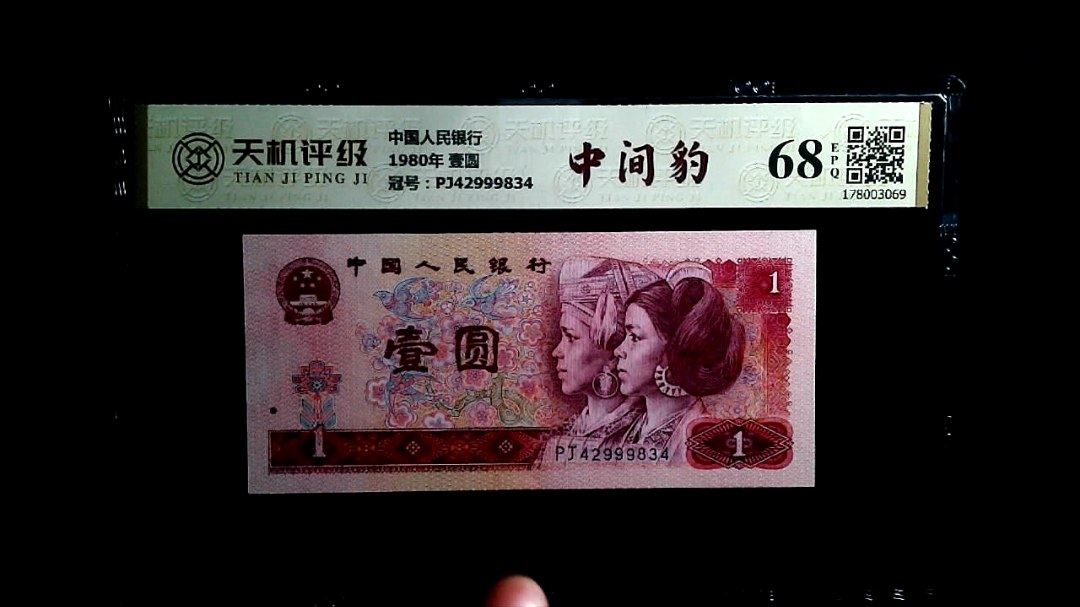 天机评级
TIAN JI PING JI
中国人民银行
1980年 壹圆
冠号：PJ42999834
中间豹
68
EPQ
178003069
中国人民银行
1
壹圆
1
PJ42999834
1